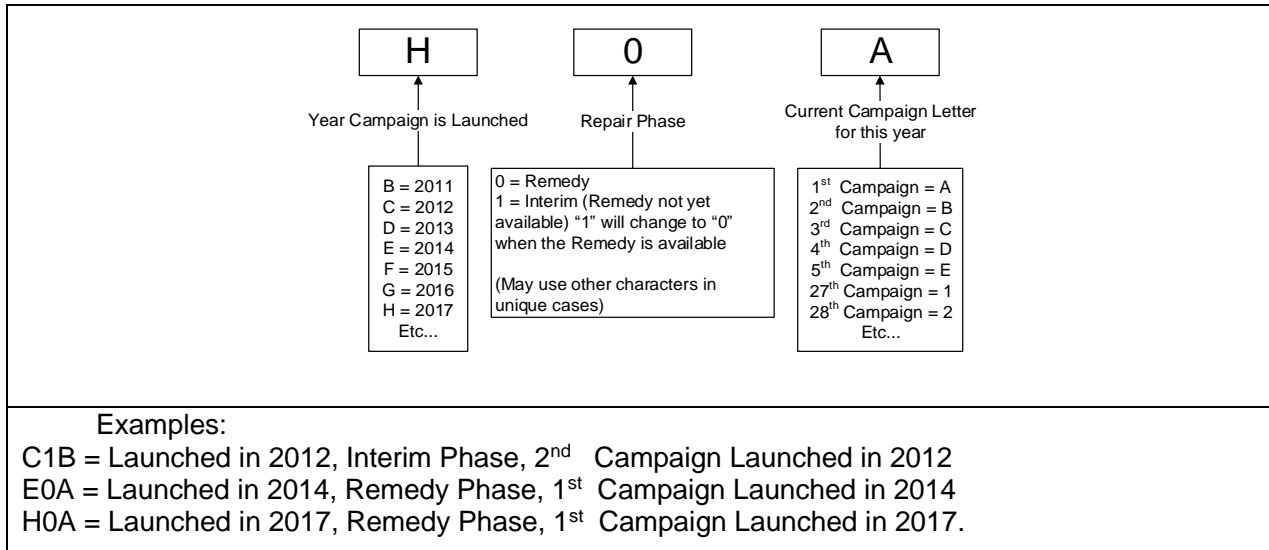 H
0
A
Year Campaign is Launched
Repair Phase
Current Campaign Letter
for this year
B = 2011
C = 2012
D = 2013
E = 2014
F = 2015
G = 2016
H = 2017
Etc...
0 = Remedy
1 = Interim (Remedy not yet
available) “1” will change to “0”
when the Remedy is available
(May use other characters in
unique cases)
1st Campaign = A
2nd Campaign = B
3rd Campaign = C
4th Campaign = D
5th Campaign = E
27th Campaign = 1
28th Campaign = 2
Etc...
Examples:
C1B = Launched in 2012, Interim Phase, 2nd Campaign Launched in 2012
E0A = Launched in 2014, Remedy Phase, 1st Campaign Launched in 2014
H0A = Launched in 2017, Remedy Phase, 1st Campaign Launched in 2017.